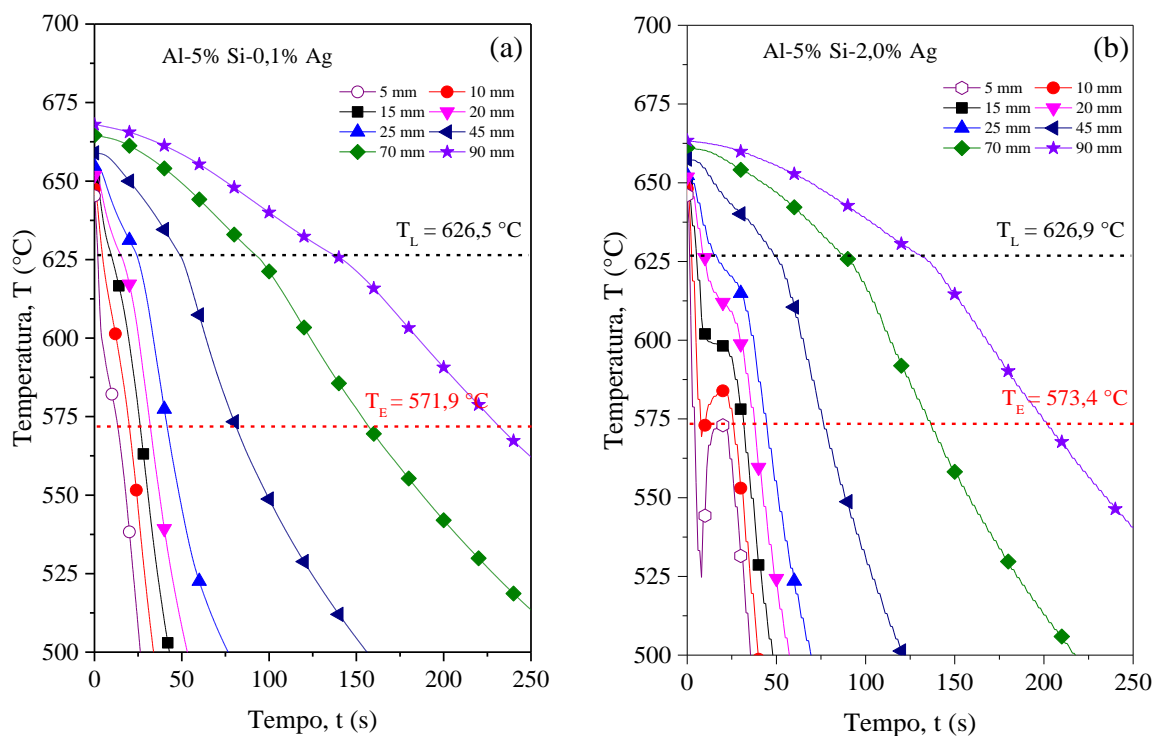 (a)
Al-5% Si-0,1% Ag
5 mm 10 mm
15 mm 20 mm
25 mm 45 mm
70 mm 90 mm
T_L = 626,5 °C
T_E = 571,9 °C
Temperatura, T (°C)
700
675
650
625
600
575
550
525
500
0 50 100 150 200 250
Tempo, t (s)
(b)
Al-5% Si-2,0% Ag
5 mm 10 mm
15 mm 20 mm
25 mm 45 mm
70 mm 90 mm
T_L = 626,9 °C
T_E = 573,4 °C
Temperatura, T (°C)
700
675
650
625
600
575
550
525
500
0 50 100 150 200 250
Tempo, t (s)